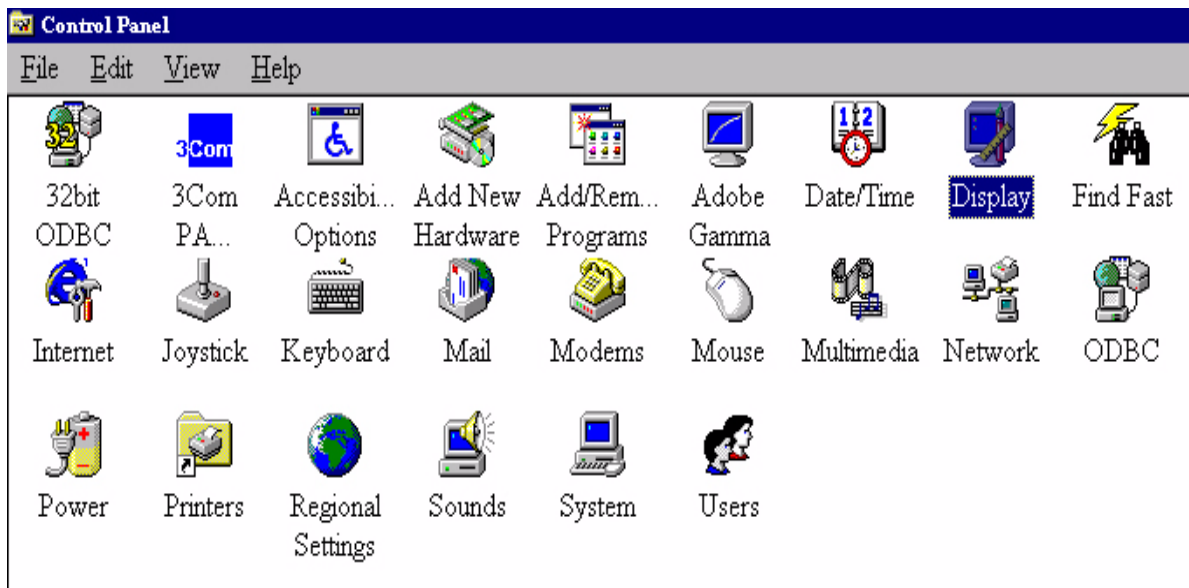 Control Panel
File Edit View Help
32
3Com
12
32bit ODBC
3Com PA...
Accessibi... Options
Add New Hardware
Add/Rem... Programs
Adobe Gamma
Date/Time
Display
Find Fast
Internet
Joystick
Keyboard
Mail
Modems
Mouse
Multimedia
Network
ODBC
Power
Printers
Regional Settings
Sounds
System
Users